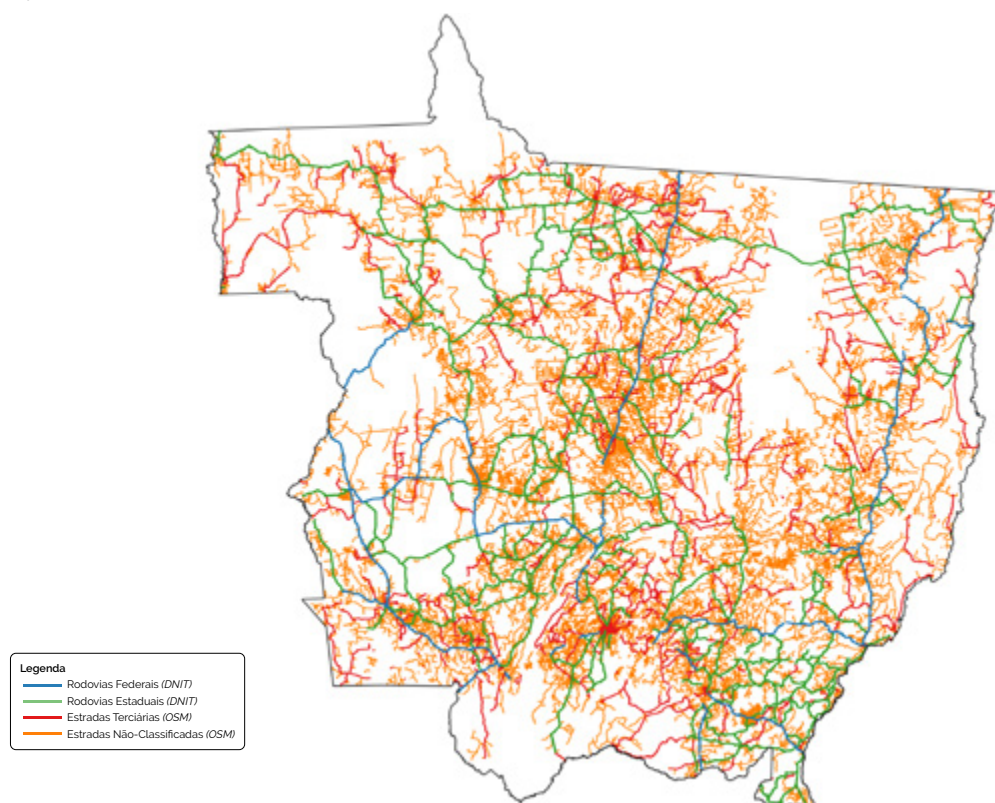 Legenda
Rodovias Federais (DNIT)
Rodovias Estaduais (DNIT)
Estradas Terciárias (OSM)
Estradas Não-Classificadas (OSM)